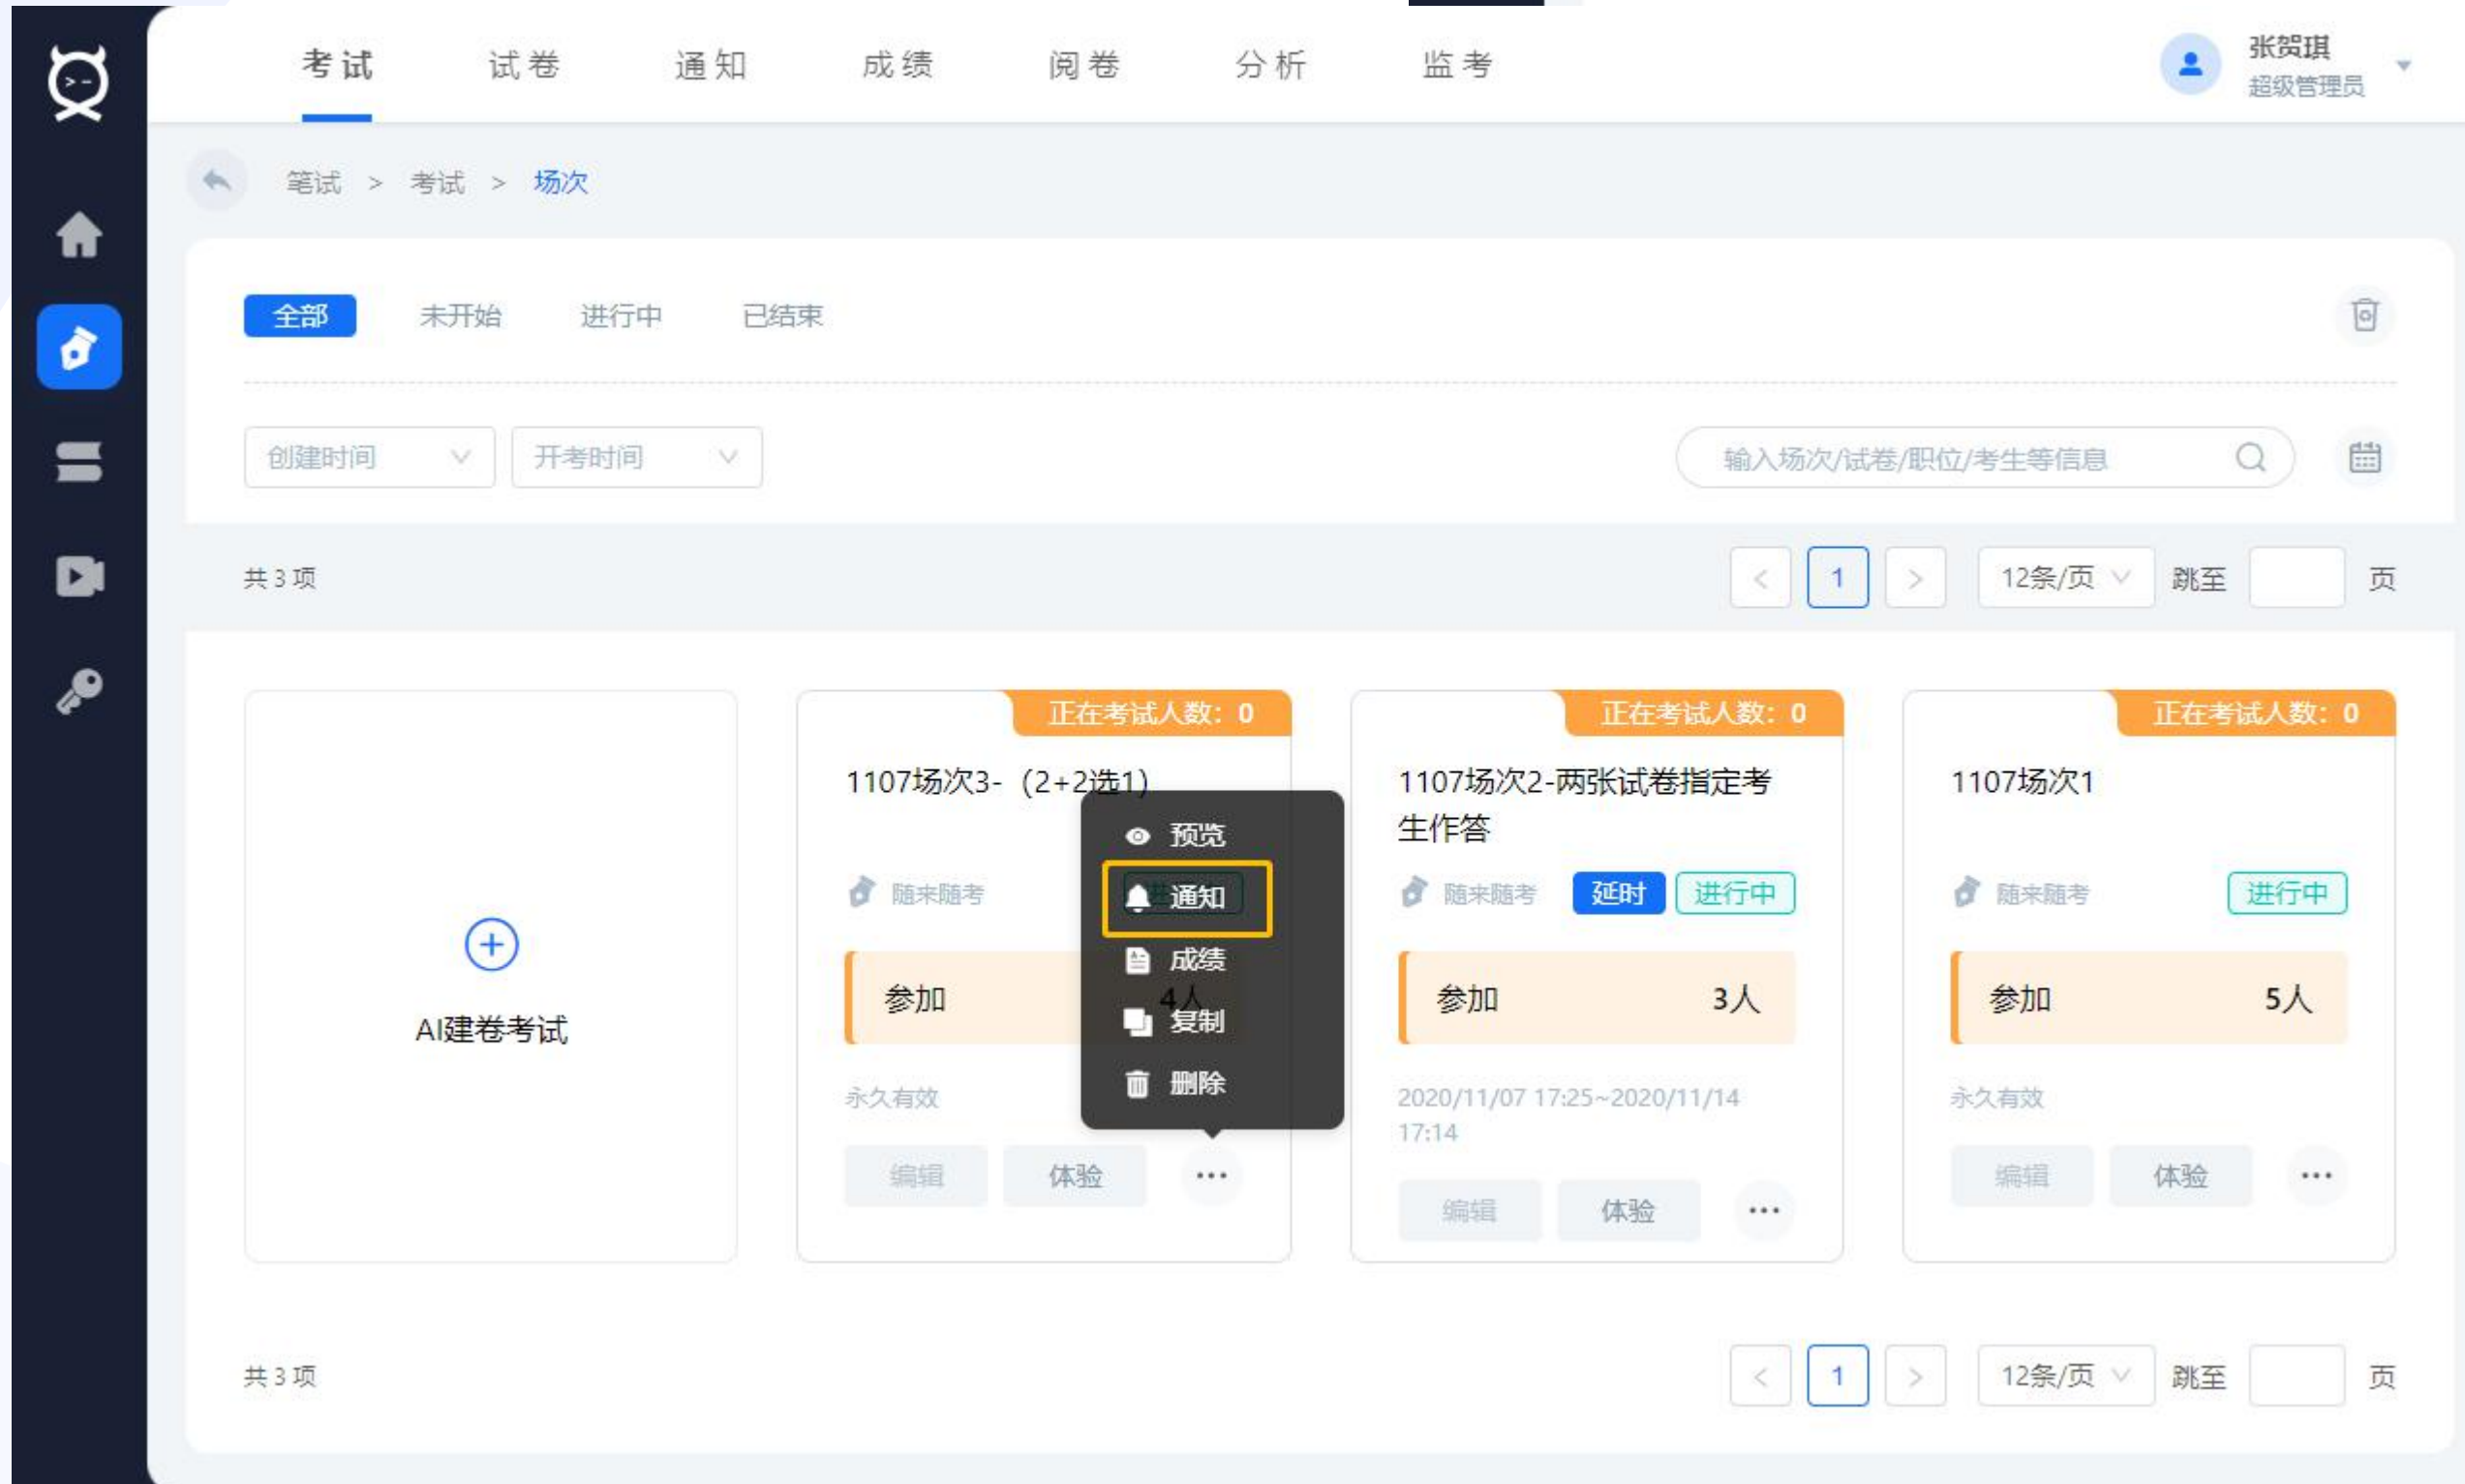 考试 试卷 通知 成绩 阅卷 分析 监考
张贺琪
超级管理员
笔试 > 考试 > 场次
全部 未开始 进行中 已结束
创建时间 开考时间 输入场次/试卷/职位/考生等信息
共 3 项 < 1 > 12条/页 跳至 页
AI建卷考试
正在考试人数：0
1107场次3-（2+2选1）
随来随考
参加 4人
永久有效
编辑 体验 ···
预览
通知
成绩
复制
删除
正在考试人数：0
1107场次2-两张试卷指定考
生作答
随来随考 延时 进行中
参加 3人
2020/11/07 17:25~2020/11/14
17:14
编辑 体验 ···
正在考试人数：0
1107场次1
随来随考 进行中
参加 5人
永久有效
编辑 体验 ···
共 3 项 < 1 > 12条/页 跳至 页